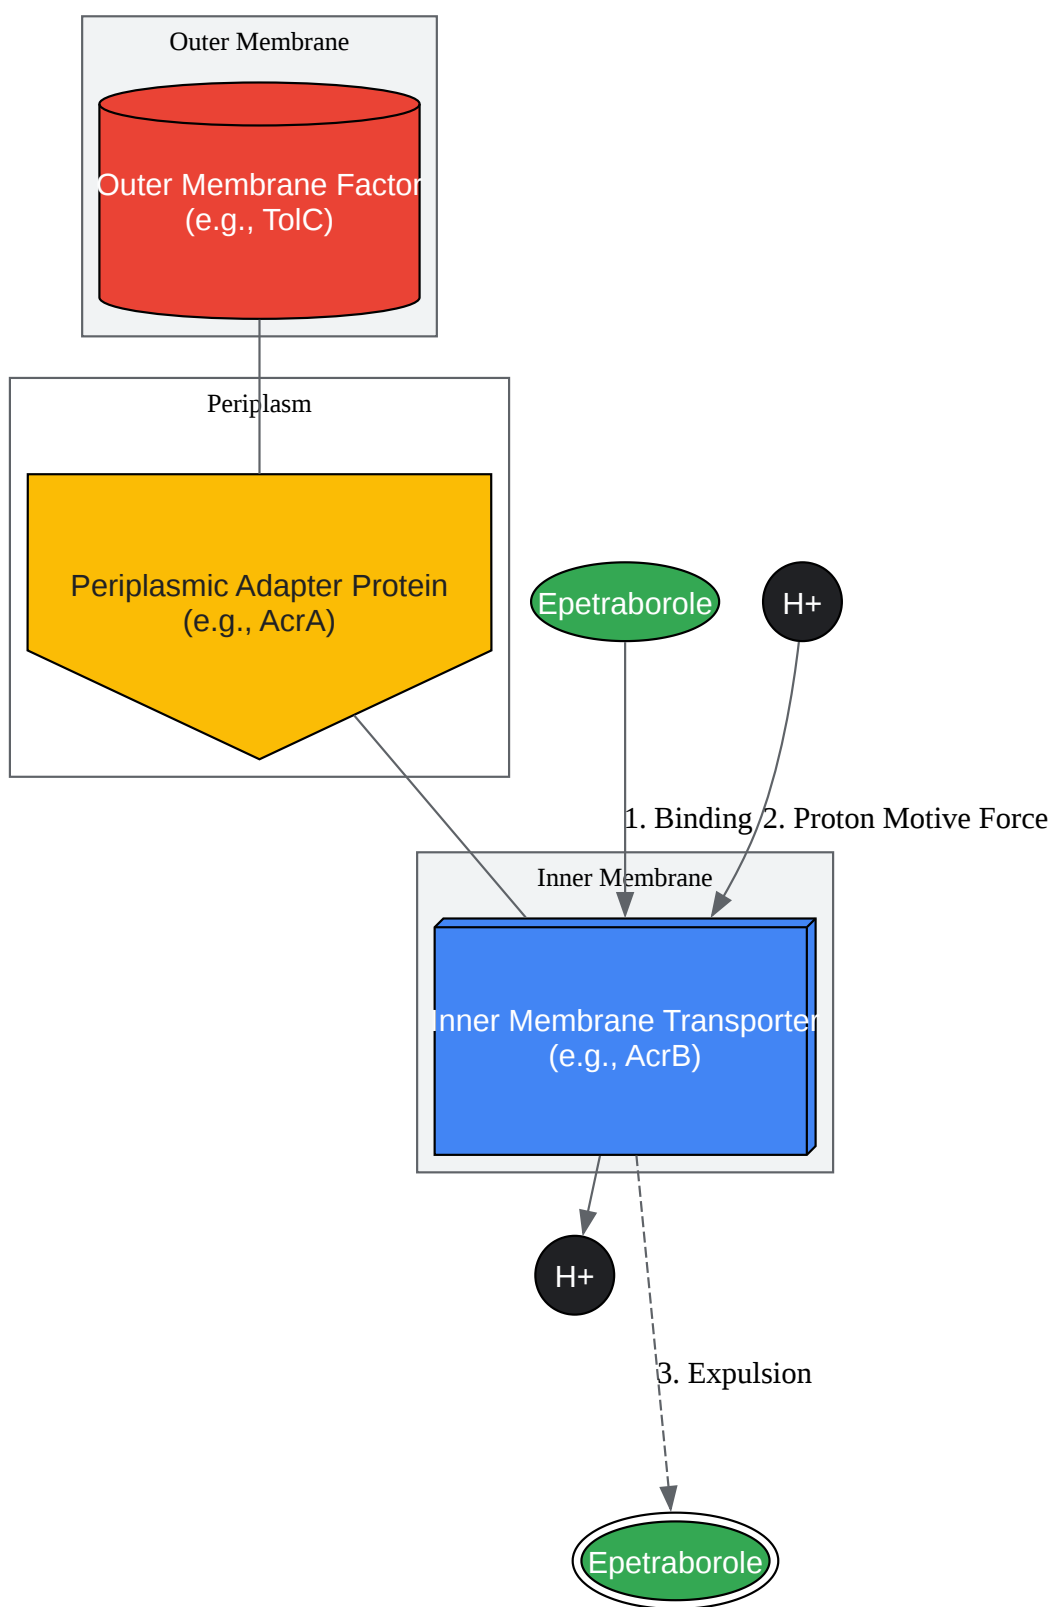 Outer Membrane
Outer Membrane Factor
(e.g., TolC)
Periplasm
Periplasmic Adapter Protein
(e.g., AcrA)
Epetraborole
H+
1. Binding
2. Proton Motive Force
Inner Membrane
Inner Membrane Transporter
(e.g., AcrB)
H+
3. Expulsion
Epetraborole